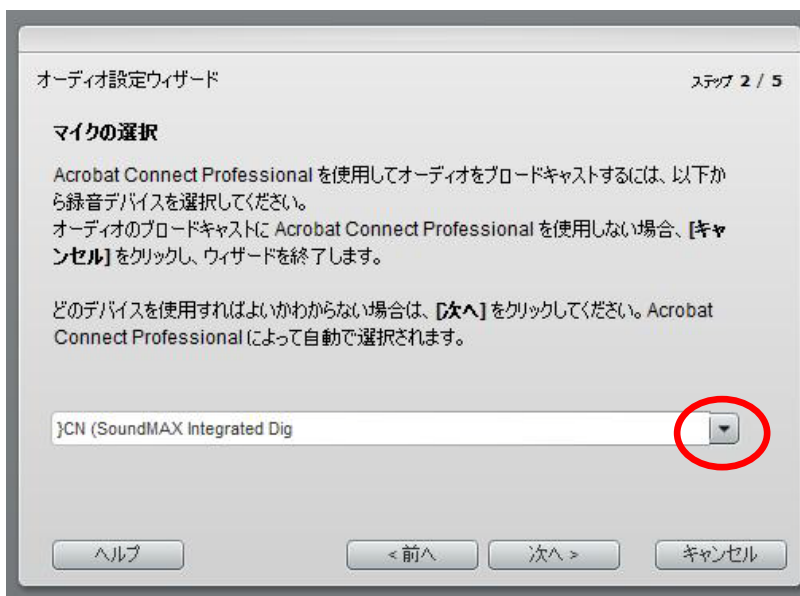 オーディオ設定ウィザード
ステップ 2 / 5
マイクの選択
Acrobat Connect Professional を使用してオーディオをブロードキャストするには、以下か
ら録音デバイスを選択してください。
オーディオのブロードキャストに Acrobat Connect Professional を使用しない場合、[キャ
ンセル] をクリックし、ウィザードを終了します。
どのデバイスを使用すればよいかわからない場合は、[次へ] をクリックしてください。Acrobat
Connect Professional によって自動で選択されます。
}CN (SoundMAX Integrated Dig
ヘルプ
< 前へ
次へ >
キャンセル